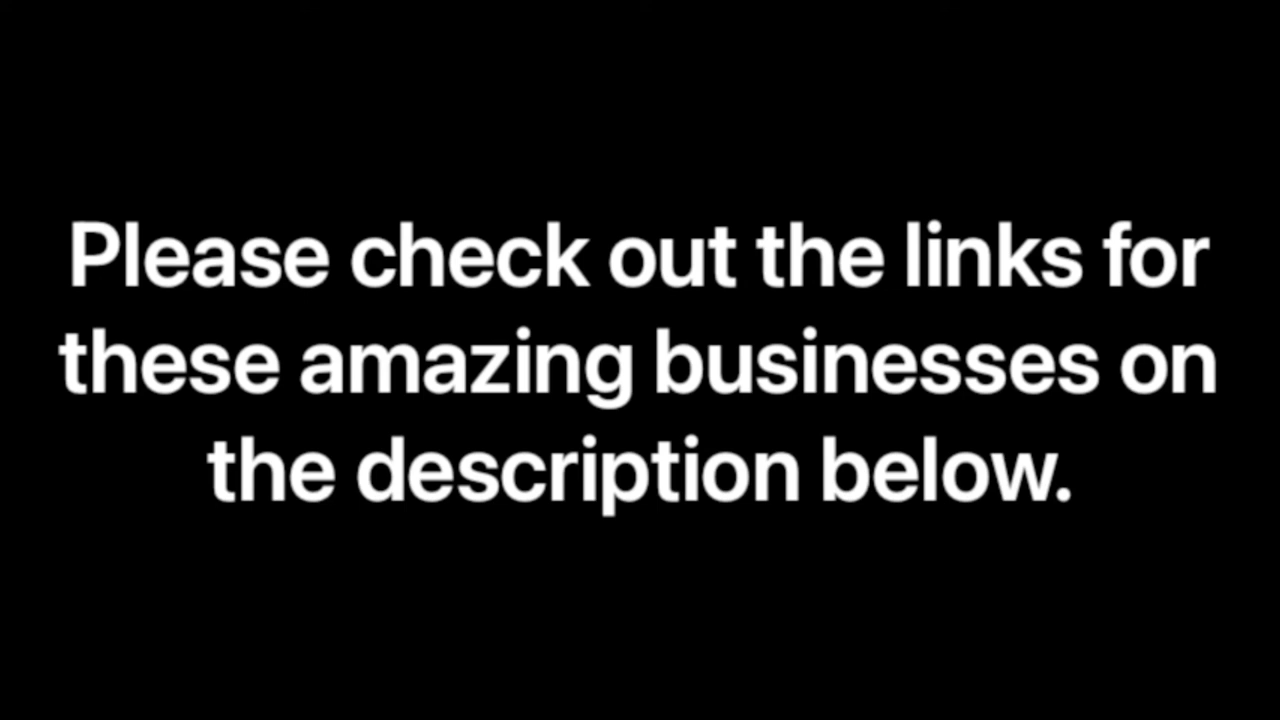 Please check out the links for
these amazing businesses on
the description below.